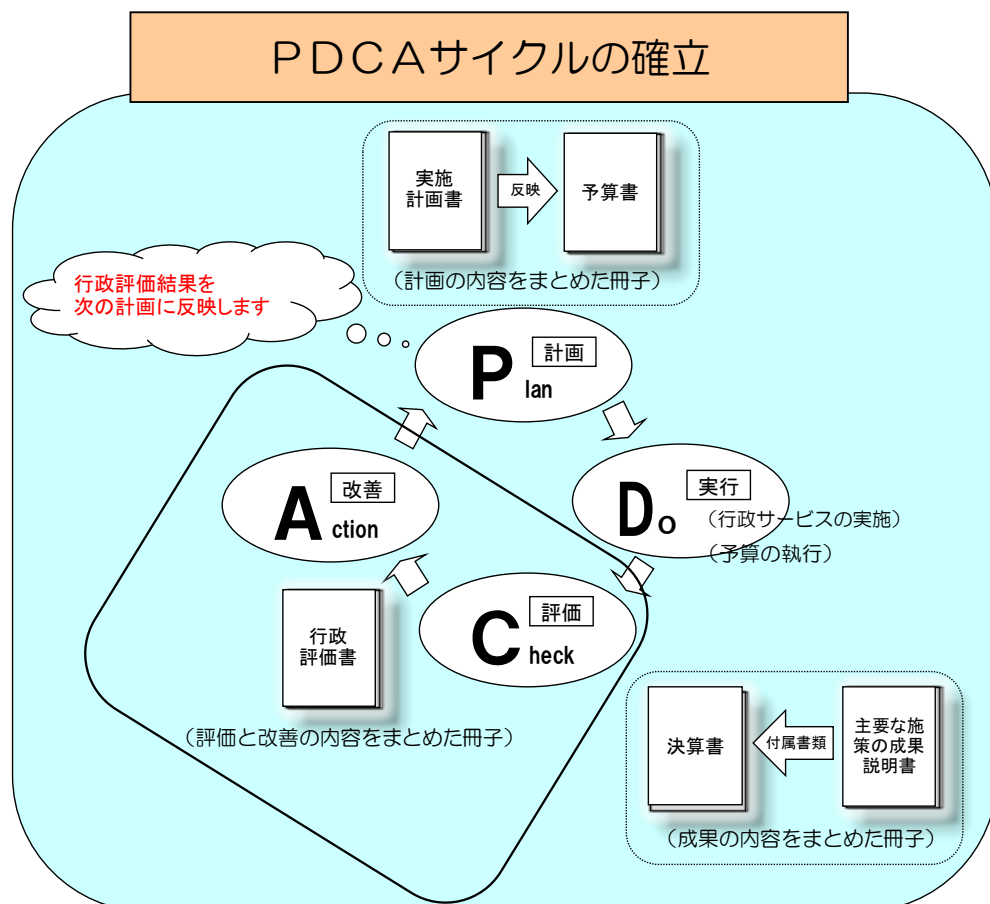 PDCAサイクルの確立
実施
計画書
反映
予算書
（計画の内容をまとめた冊子）
行政評価結果を
次の計画に反映します
計画
Plan
改善
Action
実行
Do
（行政サービスの実施）
（予算の執行）
評価
Check
行政
評価書
（評価と改善の内容をまとめた冊子）
決算書
付属書類
主要な施
策の成果
説明書
（成果の内容をまとめた冊子）